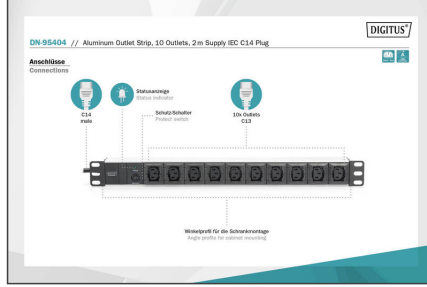 DIGITUS®
DN-95404 // Aluminum Outlet Strip, 10 Outlets, 2 m Supply IEC C14 Plug
Anschlüsse
Connections
Statusanzeige
Status indicator
C14
male
Schutz-Schalter
Protect switch
10x Outlets
C13
Winkelprofil für die Schrankmontage
Angle profile for cabinet mounting